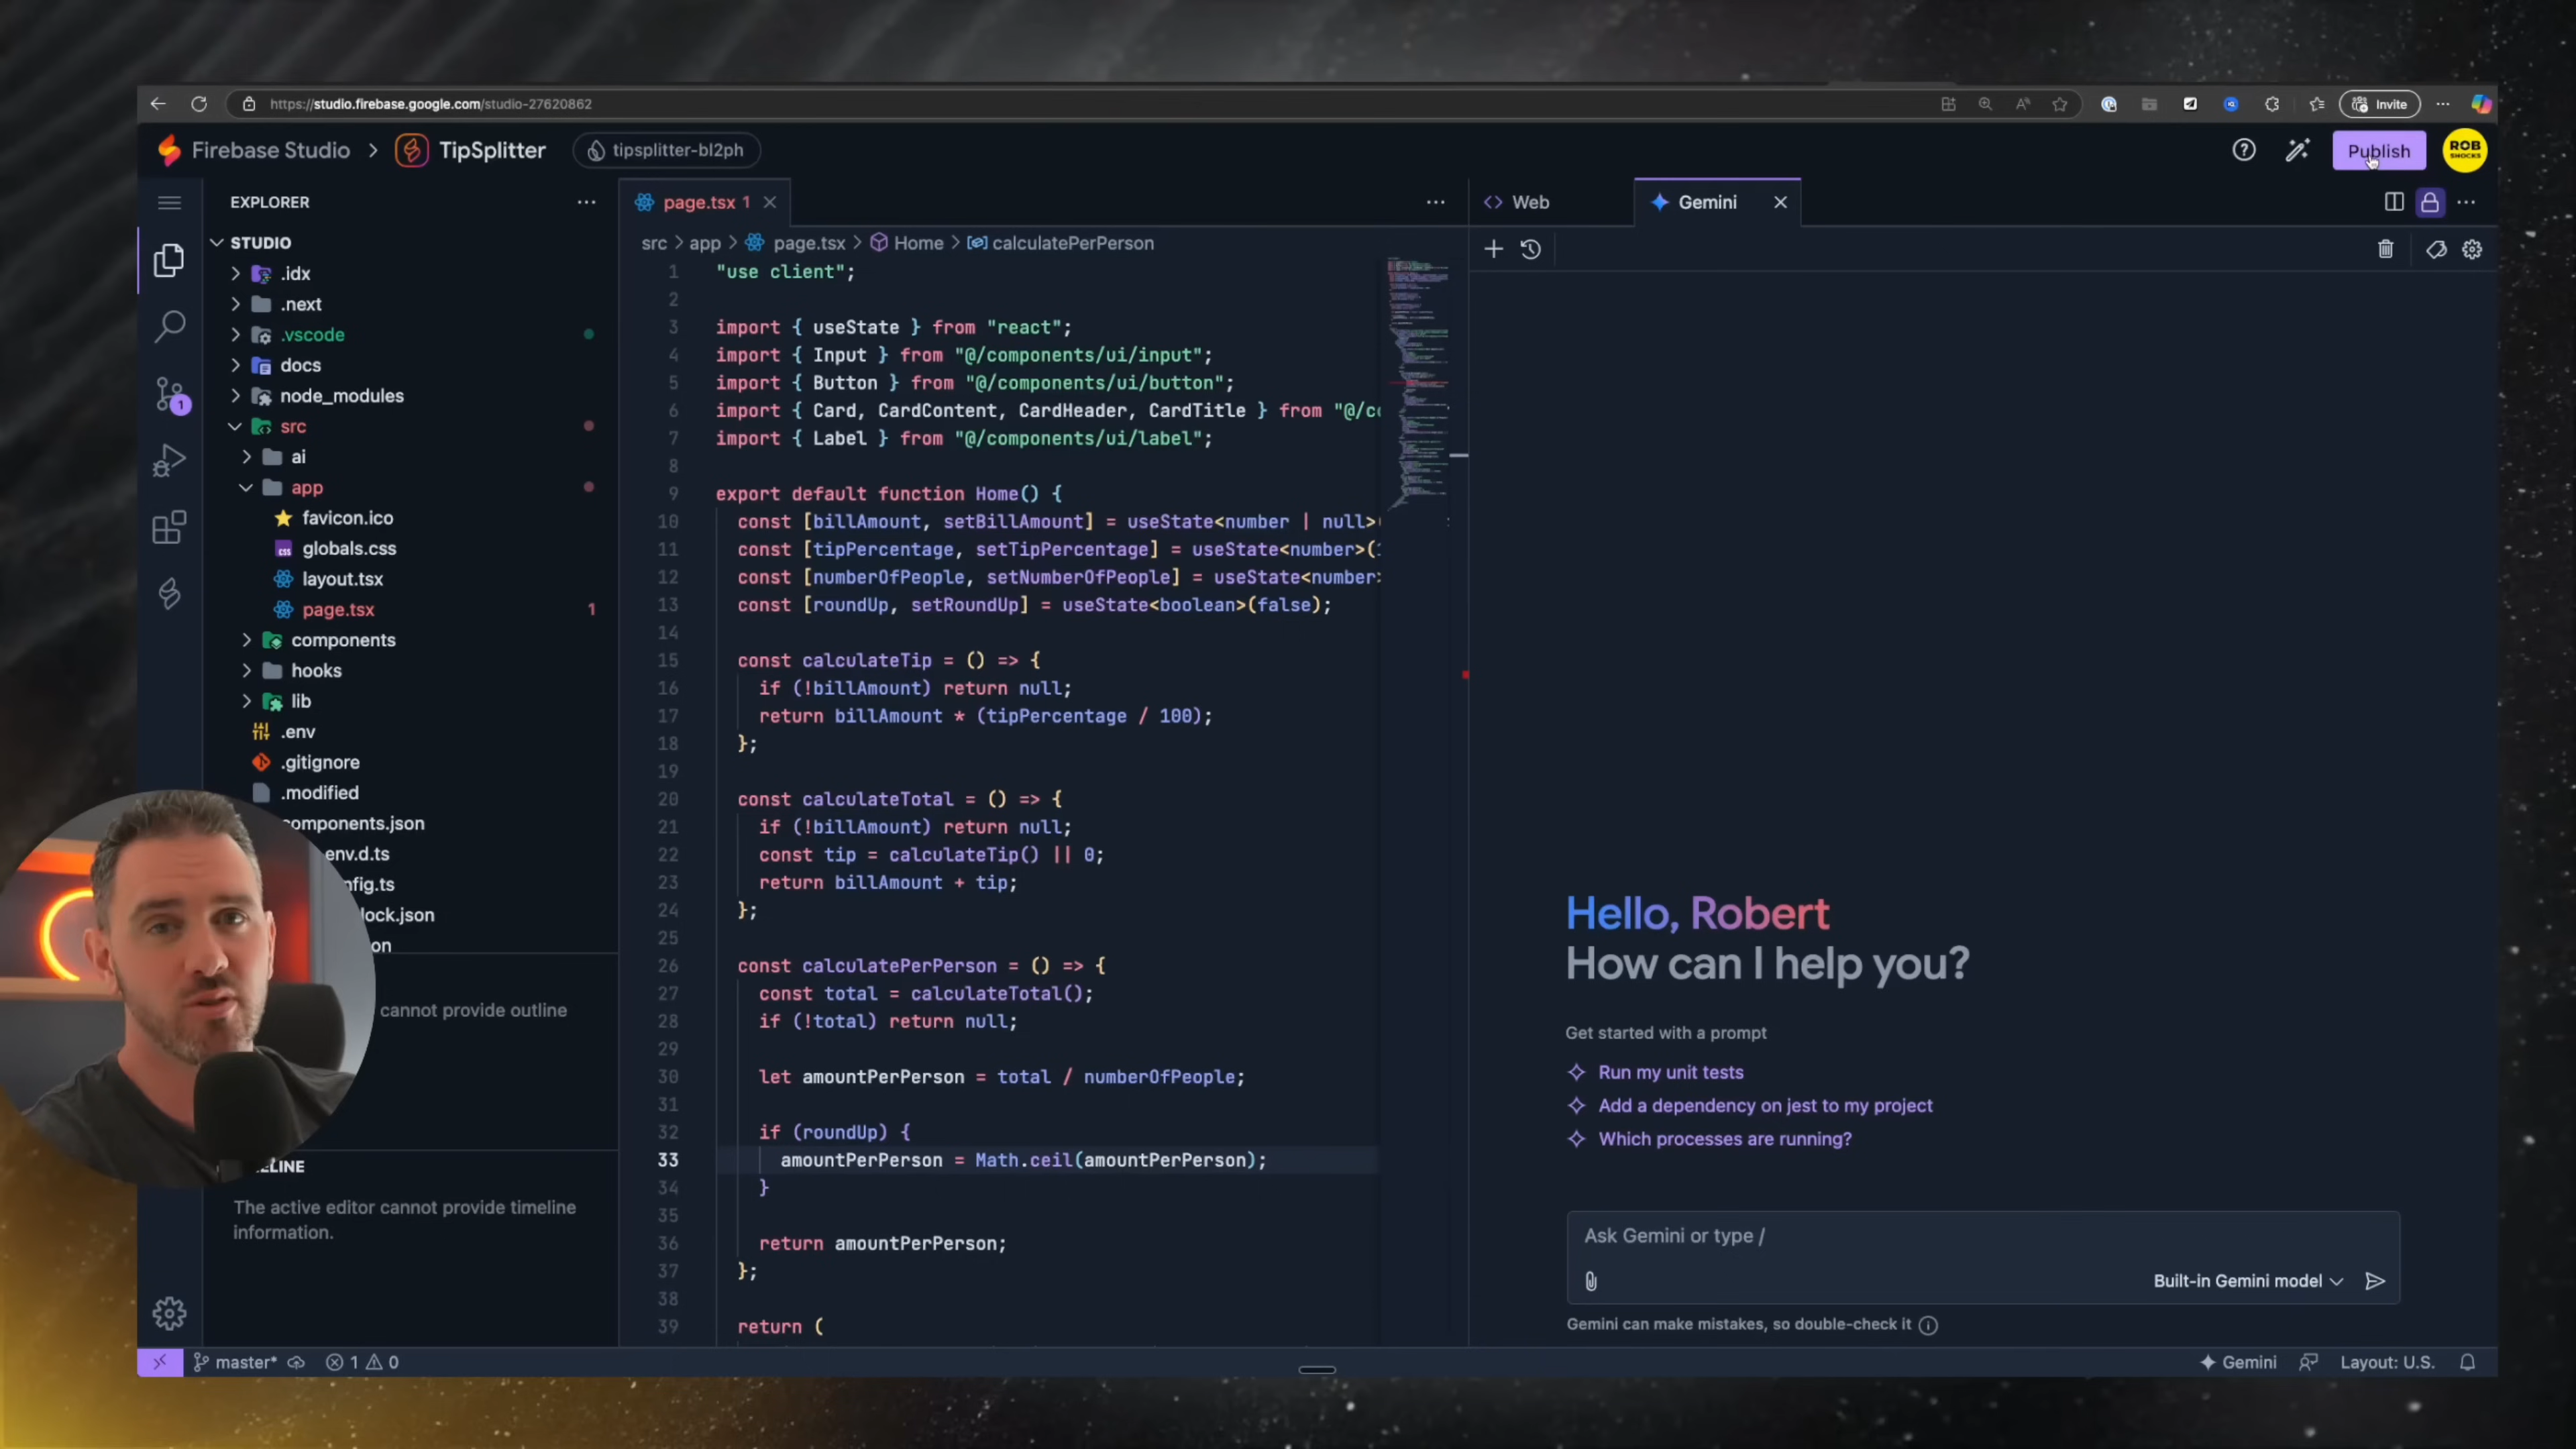 https://studio.firebase.google.com/studio-27620862
Invite
Firebase Studio > TipSplitter
tipsplitter-bl2ph
Publish
ROB
SHOCKS
EXPLORER
STUDIO
.idx
.next
.vscode
docs
node_modules
src
ai
app
favicon.ico
globals.css
layout.tsx
page.tsx 1
components
hooks
lib
.env
.gitignore
.modified
components.json
env.d.ts
nfig.ts
lock.json
on
cannot provide outline
ELINE
The active editor cannot provide timeline
information.
1
page.tsx 1
src > app > page.tsx > Home > calculatePerPerson
1 "use client";
2
3 import { useState } from "react";
4 import { Input } from "@/components/ui/input";
5 import { Button } from "@/components/ui/button";
6 import { Card, CardContent, CardHeader, CardTitle } from "@/co
7 import { Label } from "@/components/ui/label";
8
9 export default function Home() {
10 const [billAmount, setBillAmount] = useState<number | null>(
11 const [tipPercentage, setTipPercentage] = useState<number>(1
12 const [numberOfPeople, setNumberOfPeople] = useState<number>
13 const [roundUp, setRoundUp] = useState<boolean>(false);
14
15 const calculateTip = () => {
16 if (!billAmount) return null;
17 return billAmount * (tipPercentage / 100);
18 };
19
20 const calculateTotal = () => {
21 if (!billAmount) return null;
22 const tip = calculateTip() || 0;
23 return billAmount + tip;
24 };
25
26 const calculatePerPerson = () => {
27 const total = calculateTotal();
28 if (!total) return null;
29
30 let amountPerPerson = total / numberOfPeople;
31
32 if (roundUp) {
33 amountPerPerson = Math.ceil(amountPerPerson);
34 }
35
36 return amountPerPerson;
37 };
38
39 return (
Web
Gemini
Hello, Robert
How can I help you?
Get started with a prompt
Run my unit tests
Add a dependency on jest to my project
Which processes are running?
Ask Gemini or type /
Built-in Gemini model
Gemini can make mistakes, so double-check it
master*
1 0
Gemini
Layout: U.S.